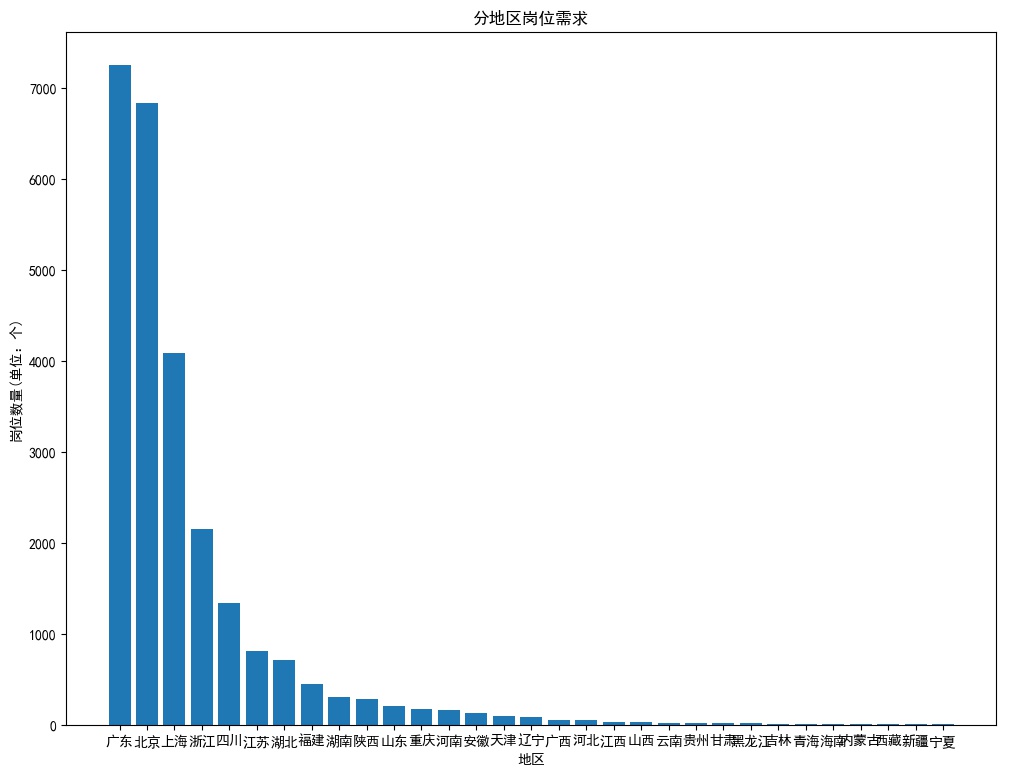 分地区岗位需求
岗位数量(单位: 个)
7000
6000
5000
4000
3000
2000
1000
0
广东 北京 上海 浙江 四川 江苏 湖北 福建 湖南 陕西 山东 重庆 河南 安徽 天津 辽宁 广西 河北 江西 山西 云南 贵州 甘肃 黑龙江 吉林 青海 海南 内蒙古 西藏 新疆 宁夏
地区